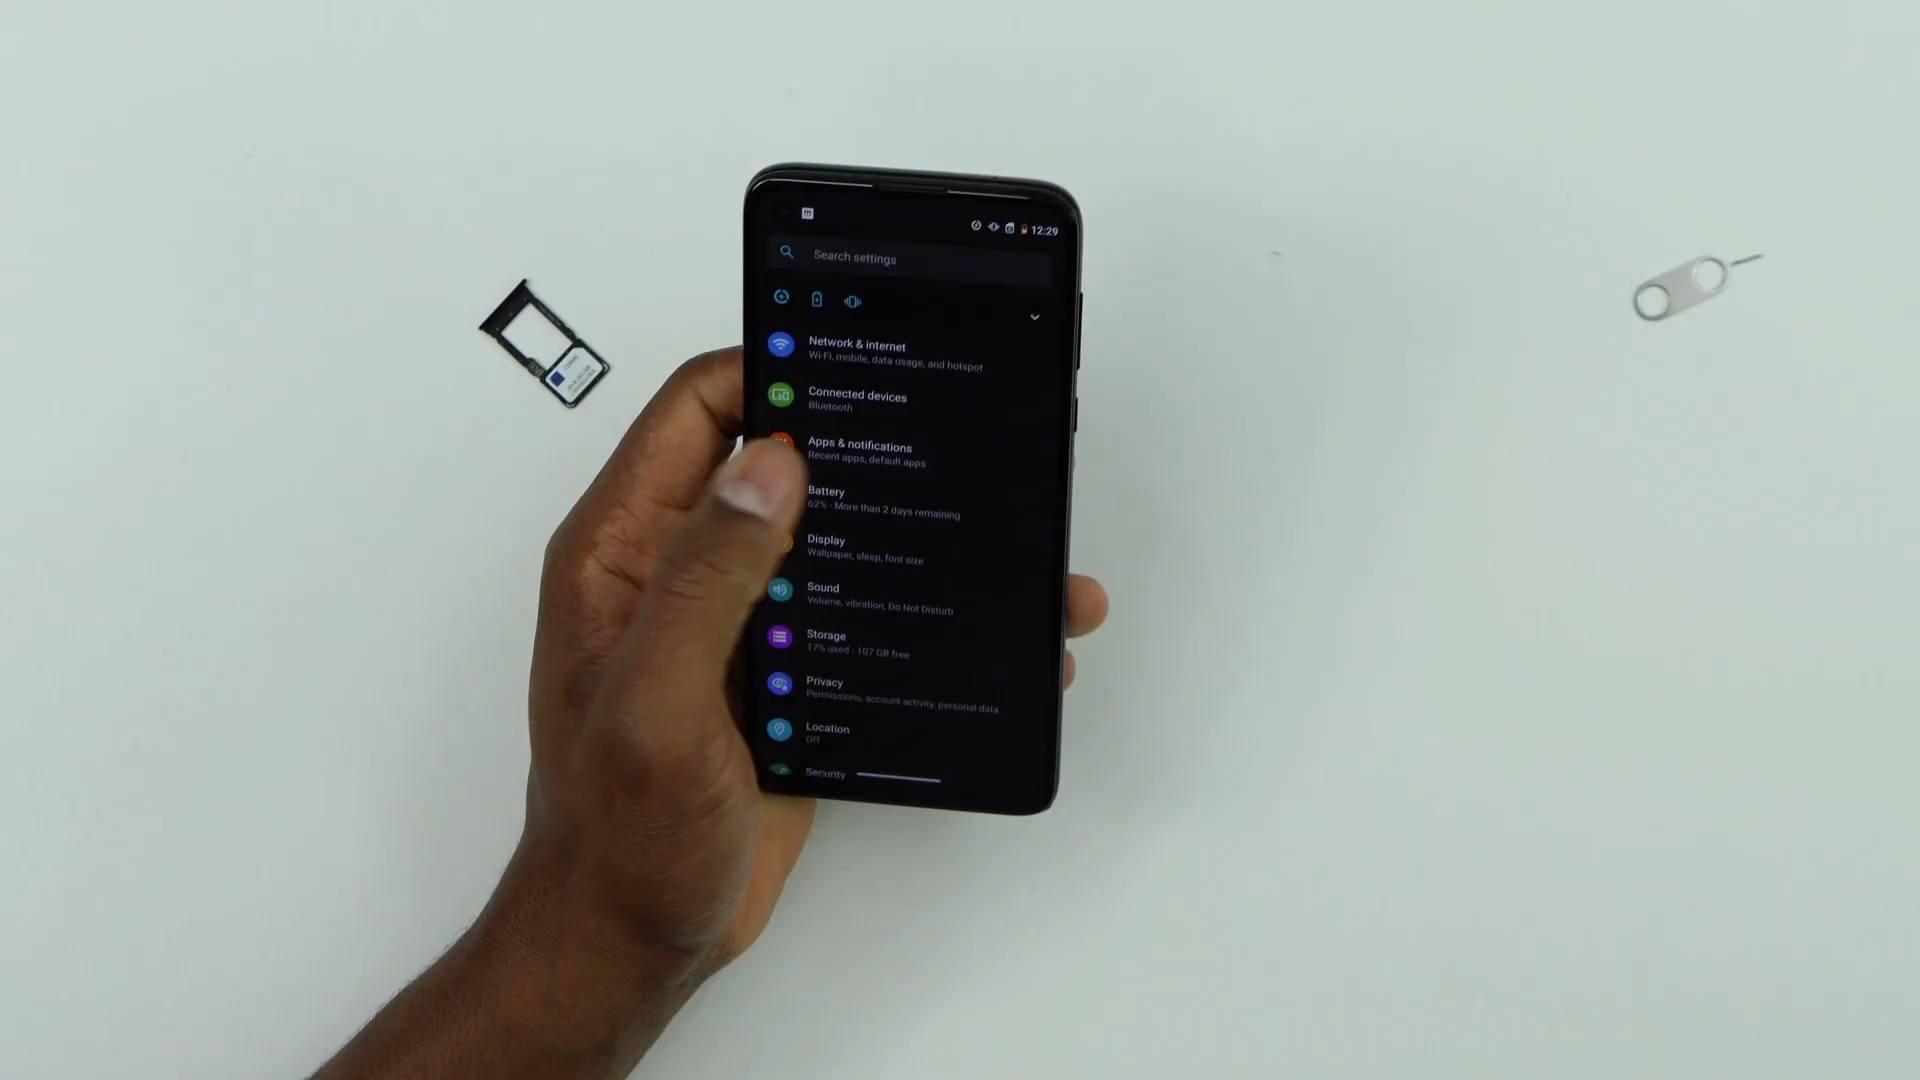 12:29
Search settings
Network & internet
Wi-Fi, mobile, data usage, and hotspot
Connected devices
Bluetooth
Apps & notifications
Recent apps, default apps
Battery
62% - More than 2 days remaining
Display
Wallpaper, sleep, font size
Sound
Volume, vibration, Do Not Disturb
Storage
17% used - 107 GB free
Privacy
Permissions, account activity, personal data
Location
Off
Security